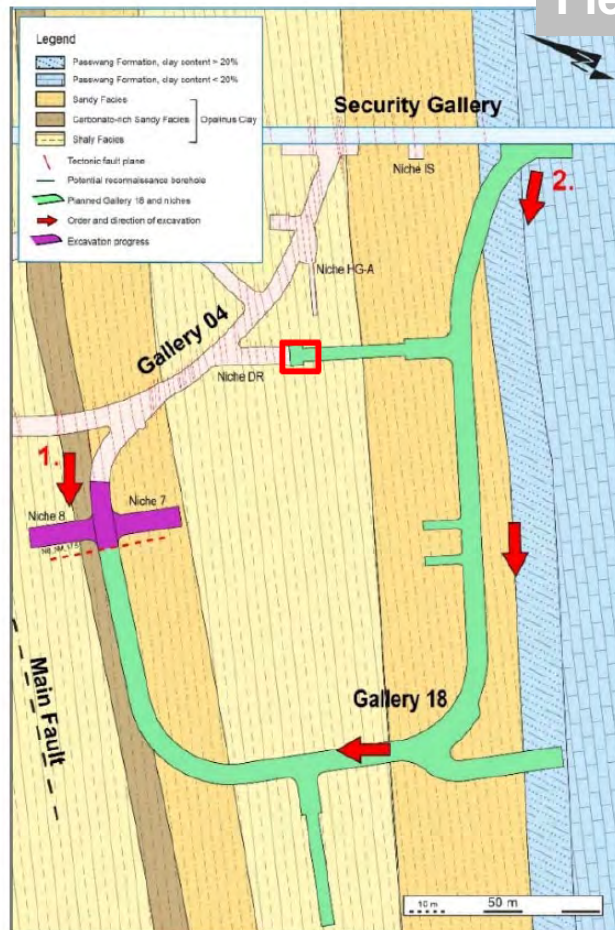 Legend
Passwang Formation, clay content > 20%
Passwang Formation, clay content < 20%
Sandy Facies
Carbonate-rich Sandy Facies
Opalinus Clay
Shaly Facies
Tectonic fault plane
Potential reconnaissance borehole
Planned Gallery 18 and niches
Order and direction of excavation
Excavation progress
Security Gallery
Niche IS
2.
Niche HG-A
Gallery 04
Niche DR
1.
Niche 8
Niche 7
Main Fault
Gallery 18
10 m
50 m